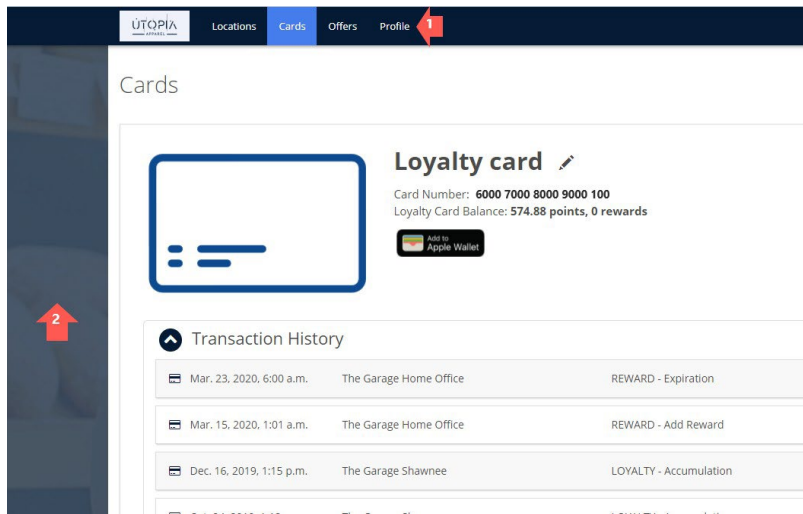 ÙTOPIΛ
APPAREL
Locations Cards Offers Profile 1
Cards
Loyalty card
Card Number: 6000 7000 8000 9000 100
Loyalty Card Balance: 574.88 points, 0 rewards
Add to
Apple Wallet
2
Transaction History
Mar. 23, 2020, 6:00 a.m. The Garage Home Office REWARD - Expiration
Mar. 15, 2020, 1:01 a.m. The Garage Home Office REWARD - Add Reward
Dec. 16, 2019, 1:15 p.m. The Garage Shawnee LOYALTY - Accumulation